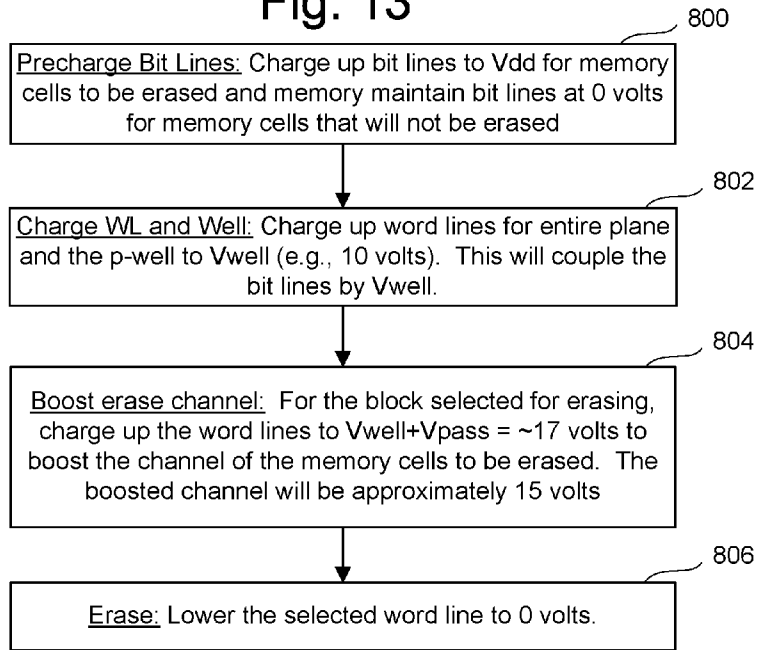 Fig. 13
800
Precharge Bit Lines: Charge up bit lines to Vdd for memory
cells to be erased and memory maintain bit lines at 0 volts
for memory cells that will not be erased
802
Charge WL and Well: Charge up word lines for entire plane
and the p-well to Vwell (e.g., 10 volts). This will couple the
bit lines by Vwell.
804
Boost erase channel: For the block selected for erasing,
charge up the word lines to Vwell+Vpass = ~17 volts to
boost the channel of the memory cells to be erased. The
boosted channel will be approximately 15 volts
806
Erase: Lower the selected word line to 0 volts.